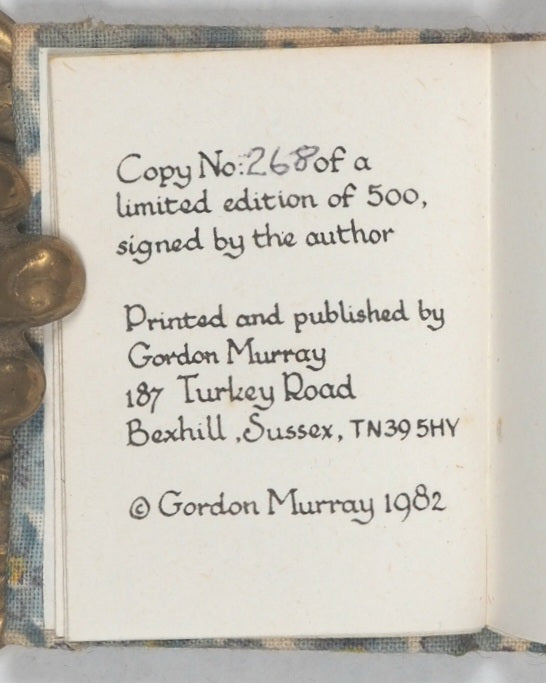 Copy No: 268 of a
limited edition of 500,
signed by the author
Printed and published by
Gordon Murray
187 Turkey Road
Bexhill, Sussex, TN39 5HY
© Gordon Murray 1982